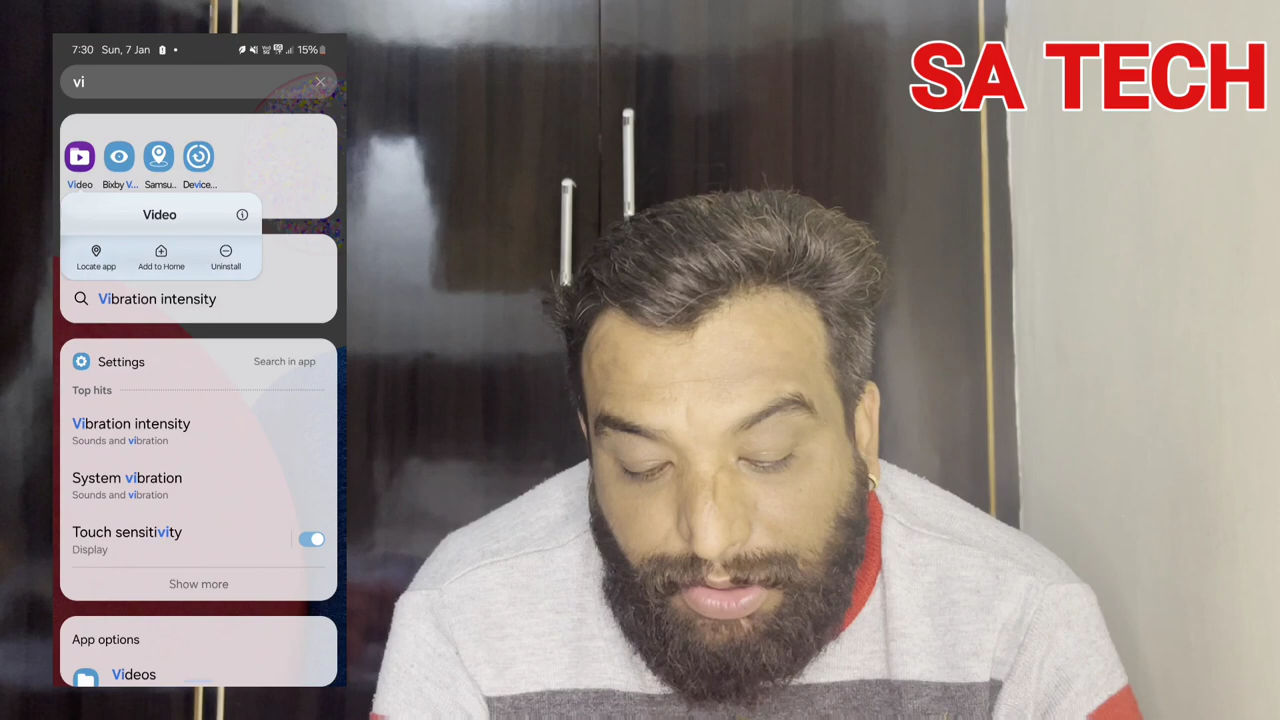 SA TECH
7:30 Sun, 7 Jan 15%
vi
Video
Bixby V...
Samsu..
Device...
Video
Locate app
Add to Home
Uninstall
Vibration intensity
Settings
Search in app
Top hits
Vibration intensity
Sounds and vibration
System vibration
Sounds and vibration
Touch sensitivity
Display
Show more
App options
Videos